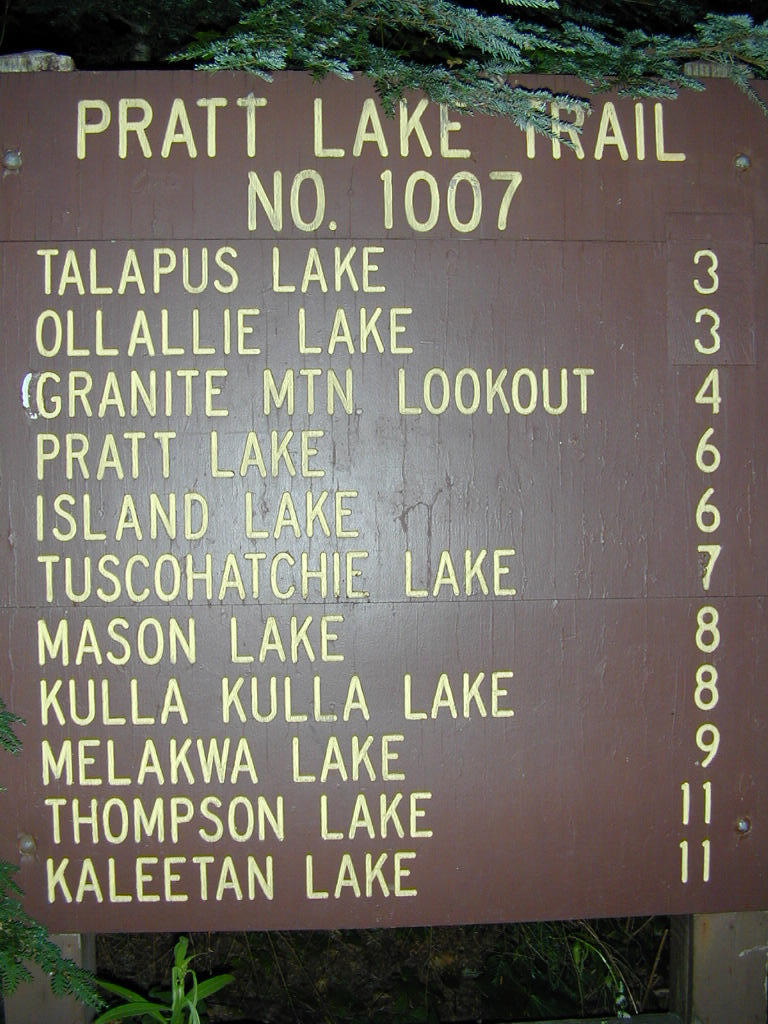 PRATT LAKE TRAIL
NO. 1007
TALAPUS LAKE 3
OLLALLIE LAKE 3
GRANITE MTN LOOKOUT 4
PRATT LAKE 6
ISLAND LAKE 6
TUSCOHATCHIE LAKE 7
MASON LAKE 8
KULLA KULLA LAKE 8
MELAKWA LAKE 9
THOMPSON LAKE 11
KALEETAN LAKE 11